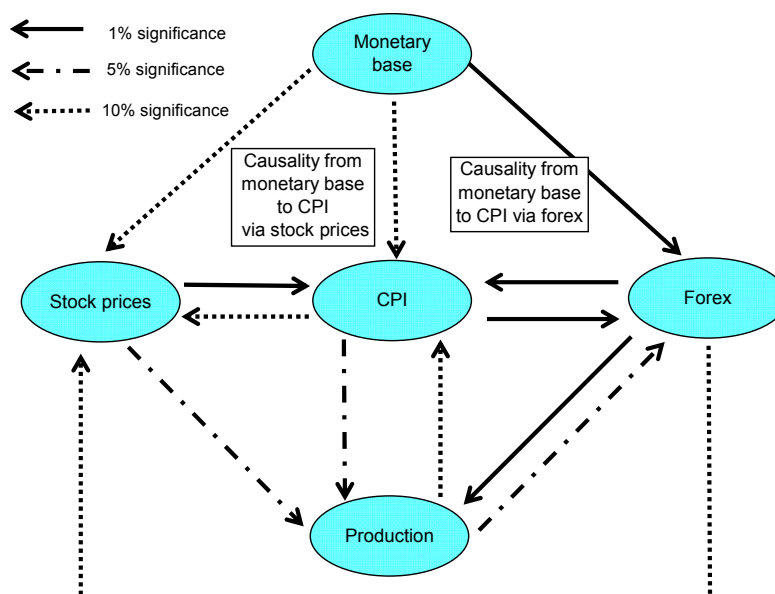 1% significance
5% significance
10% significance
Monetary
base
Causality from
monetary base
to CPI
via stock prices
Causality from
monetary base
to CPI via forex
Stock prices
CPI
Forex
Production